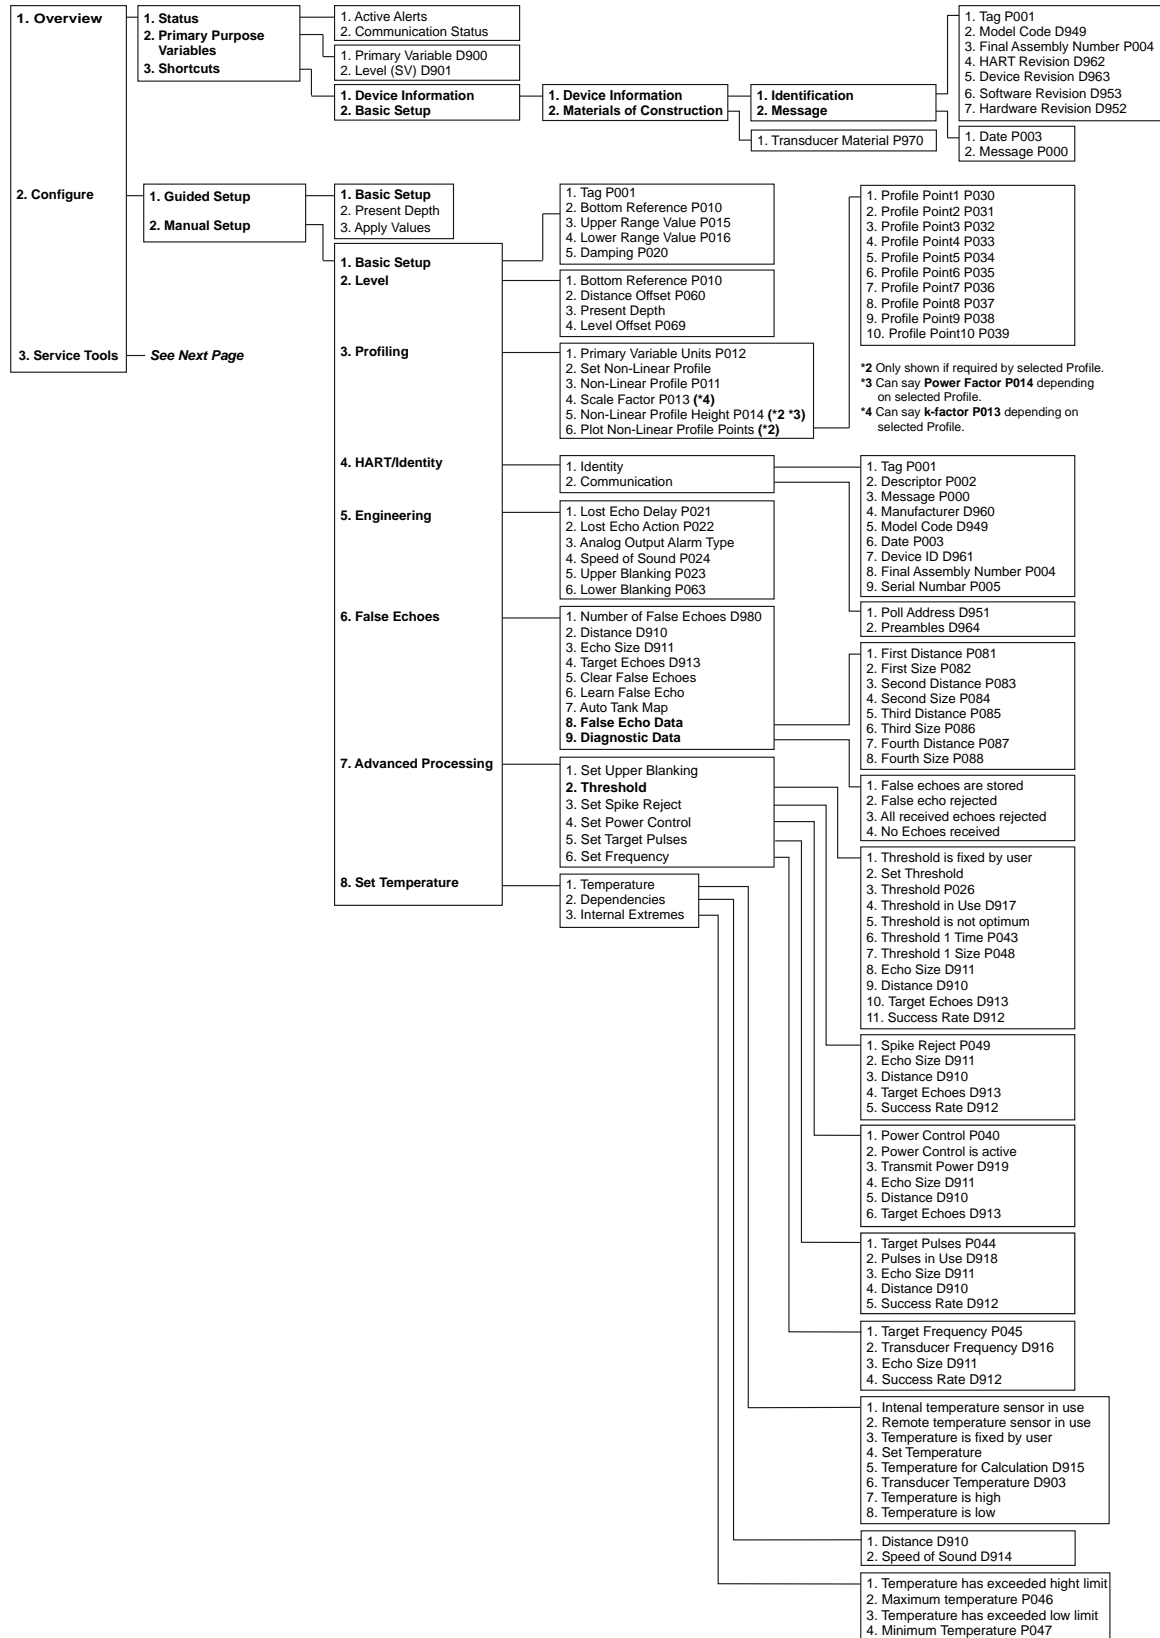 1. Overview
2. Configure
3. Service Tools
See Next Page
1. Status
2. Primary Purpose
Variables
3. Shortcuts
1. Active Alerts
2. Communication Status
1. Primary Variable D900
2. Level (SV) D901
1. Device Information
2. Basic Setup
1. Device Information
2. Materials of Construction
1. Identification
2. Message
1. Transducer Material P970
1. Tag P001
2. Model Code D949
3. Final Assembly Number P004
4. HART Revision D962
5. Device Revision D963
6. Software Revision D953
7. Hardware Revision D952
1. Date P003
2. Message P000
1. Guided Setup
2. Manual Setup
1. Basic Setup
2. Present Depth
3. Apply Values
1. Basic Setup
2. Level
3. Profiling
4. HART/Identity
5. Engineering
6. False Echoes
7. Advanced Processing
8. Set Temperature
1. Tag P001
2. Bottom Reference P010
3. Upper Range Value P015
4. Lower Range Value P016
5. Damping P020
1. Bottom Reference P010
2. Distance Offset P060
3. Present Depth
4. Level Offset P069
1. Primary Variable Units P012
2. Set Non-Linear Profile
3. Non-Linear Profile P011
4. Scale Factor P013 (*4)
5. Non-Linear Profile Height P014 (*2 *3)
6. Plot Non-Linear Profile Points (*2)
1. Profile Point1 P030
2. Profile Point2 P031
3. Profile Point3 P032
4. Profile Point4 P033
5. Profile Point5 P034
6. Profile Point6 P035
7. Profile Point7 P036
8. Profile Point8 P037
9. Profile Point9 P038
10. Profile Point10 P039
*2 Only shown if required by selected Profile.
*3 Can say Power Factor P014 depending
on selected Profile.
*4 Can say k-factor P013 depending on
selected Profile.
1. Identity
2. Communication
1. Tag P001
2. Descriptor P002
3. Message P000
4. Manufacturer D960
5. Model Code D949
6. Date P003
7. Device ID D961
8. Final Assembly Number P004
9. Serial Numbar P005
1. Poll Address D951
2. Preambles D964
1. Lost Echo Delay P021
2. Lost Echo Action P022
3. Analog Output Alarm Type
4. Speed of Sound P024
5. Upper Blanking P023
6. Lower Blanking P063
1. Number of False Echoes D980
2. Distance D910
3. Echo Size D911
4. Target Echoes D913
5. Clear False Echoes
6. Learn False Echo
7. Auto Tank Map
8. False Echo Data
9. Diagnostic Data
1. First Distance P081
2. First Size P082
3. Second Distance P083
4. Second Size P084
5. Third Distance P085
6. Third Size P086
7. Fourth Distance P087
8. Fourth Size P088
1. False echoes are stored
2. False echo rejected
3. All received echoes rejected
4. No Echoes received
1. Set Upper Blanking
2. Threshold
3. Set Spike Reject
4. Set Power Control
5. Set Target Pulses
6. Set Frequency
1. Threshold is fixed by user
2. Set Threshold
3. Threshold P026
4. Threshold in Use D917
5. Threshold is not optimum
6. Threshold 1 Time P043
7. Threshold 1 Size P048
8. Echo Size D911
9. Distance D910
10. Target Echoes D913
11. Success Rate D912
1. Spike Reject P049
2. Echo Size D911
3. Distance D910
4. Target Echoes D913
5. Success Rate D912
1. Power Control P040
2. Power Control is active
3. Transmit Power D919
4. Echo Size D911
5. Distance D910
6. Target Echoes D913
1. Target Pulses P044
2. Pulses in Use D918
3. Echo Size D911
4. Distance D910
5. Success Rate D912
1. Target Frequency P045
2. Transducer Frequency D916
3. Echo Size D911
4. Success Rate D912
1. Temperature
2. Dependencies
3. Internal Extremes
1. Intenal temperature sensor in use
2. Remote temperature sensor in use
3. Temperature is fixed by user
4. Set Temperature
5. Temperature for Calculation D915
6. Transducer Temperature D903
7. Temperature is high
8. Temperature is low
1. Distance D910
2. Speed of Sound D914
1. Temperature has exceeded hight limit
2. Maximum temperature P046
3. Temperature has exceeded low limit
4. Minimum Temperature P047